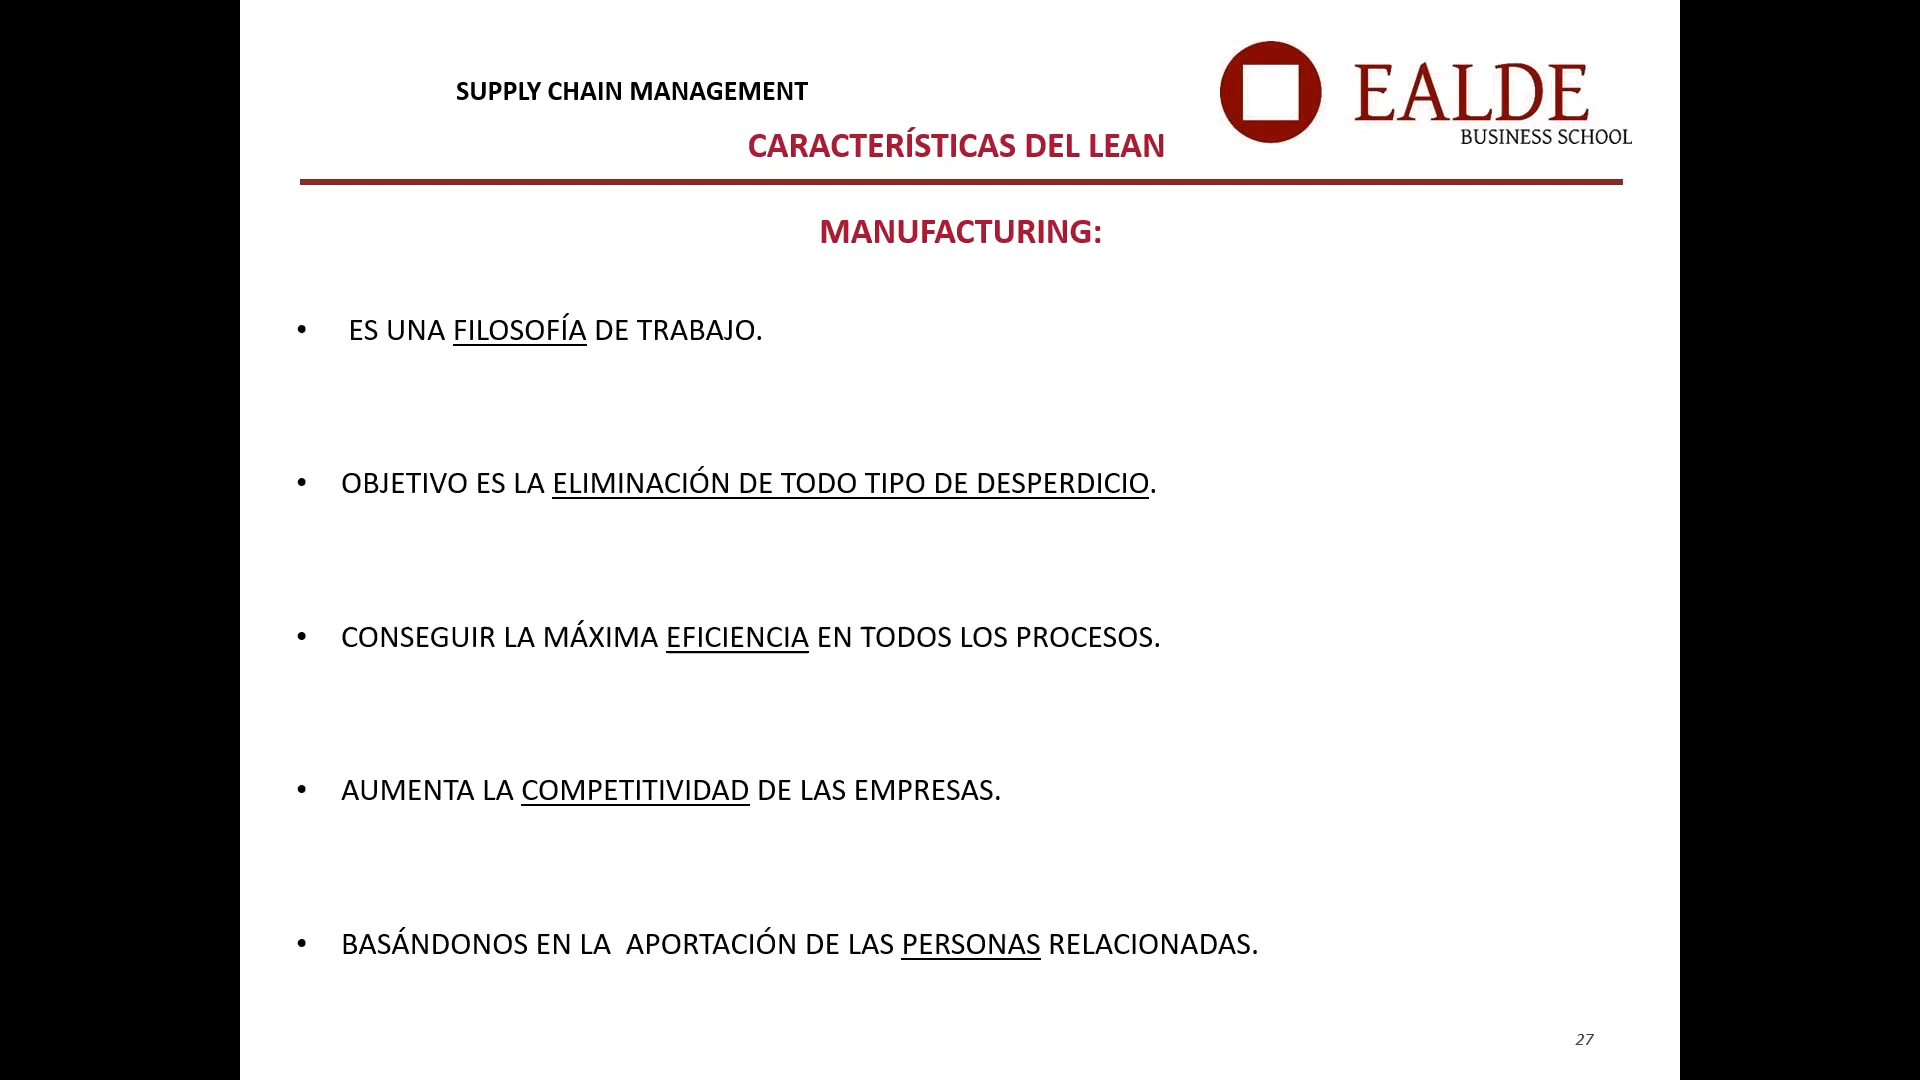 SUPPLY CHAIN MANAGEMENT
EALDE
BUSINESS SCHOOL
CARACTERÍSTICAS DEL LEAN
MANUFACTURING:
• ES UNA FILOSOFÍA DE TRABAJO.
• OBJETIVO ES LA ELIMINACIÓN DE TODO TIPO DE DESPERDICIO.
• CONSEGUIR LA MÁXIMA EFICIENCIA EN TODOS LOS PROCESOS.
• AUMENTA LA COMPETITIVIDAD DE LAS EMPRESAS.
• BASÁNDONOS EN LA  APORTACIÓN DE LAS PERSONAS RELACIONADAS.
27